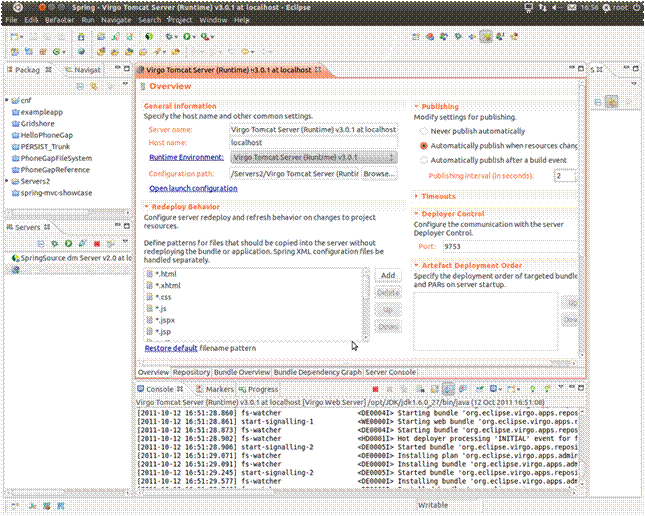 Spring - Virgo Tomcat Server (Runtime) v3.0.1 at localhost - Eclipse
16:56
root
File Edit Refactor Run Navigate Search Project Window Help
Packag
Navigat
cnf
exampleapp
Gridshore
HelloPhoneGap
PERSIST_Trunk
PhoneGapFileSystem
PhoneGapReference
Servers2
spring-mvc-showcase
Servers
SpringSource dm Server v2.0 at lo
Virgo Tomcat Server (Runtime) v3.0.1 at localhost
Overview
General Information
Specify the host name and other common settings.
Server name:
Virgo Tomcat Server (Runtime) v3.0.1 at localhost
Host name:
localhost
Runtime Environment:
Virgo Tomcat Server (Runtime) v3.0.1
Configuration path:
/Servers2/Virgo Tomcat Server (Runtim
Browse...
Open launch configuration
Redeploy Behavior
Configure server redeploy and refresh behavior on changes to project
resources.
Define patterns for files that should be copied into the server without
redeploying the bundle or application. Spring XML configuration files be
handled separately.
*.html
*.xhtml
*.css
*.js
*.jspx
*.jsp
Add
Delete
Up
Down
Restore default filename pattern
Publishing
Modify settings for publishing.
Never publish automatically
Automatically publish when resources chang
Automatically publish after a build event
Publishing interval (in seconds):
2
Timeouts
Deployer Control
Configure the communication with the server
Deployer Control.
Port:
9753
Artefact Deployment Order
Specify the deployment order of targeted bundle
and PARs on server startup.
Up
Dow
Overview Repository Bundle Overview Bundle Dependency Graph Server Console
S
Console
Markers
Progress
Virgo Tomcat Server (Runtime) v3.0.1 at localhost [Virgo Web Server] /opt/JDK/jdk1.6.0_27/bin/java (12 Oct 2011 16:51:08)
[2011-10-12 16:51:28.860] fs-watcher <DE0000I> Starting bundle 'org.eclipse.virgo.apps.repos
[2011-10-12 16:51:28.861] start-signalling-1 <WE0000I> Starting web bundle 'org.eclipse.virgo.a
[2011-10-12 16:51:28.873] fs-watcher <DE0004I> Starting bundle 'org.eclipse.virgo.apps.repos
[2011-10-12 16:51:28.902] fs-watcher <HD0001I> Hot deployer processing 'INITIAL' event for f
[2011-10-12 16:51:28.906] start-signalling-2 <DE0005I> Started bundle 'org.eclipse.virgo.apps.reposi
[2011-10-12 16:51:29.071] fs-watcher <DE0000I> Installing plan 'org.eclipse.virgo.apps.admin
[2011-10-12 16:51:29.091] fs-watcher <DE0000I> Installing bundle 'org.eclipse.virgo.apps.adm
[2011-10-12 16:51:29.245] start-signalling-2 <DE0005I> Started bundle 'org.eclipse.virgo.apps.reposi
[2011-10-12 16:51:29.577] fs-watcher <DE0000I> Installing bundle 'org.eclipse.virgo.apps.adm
Writable